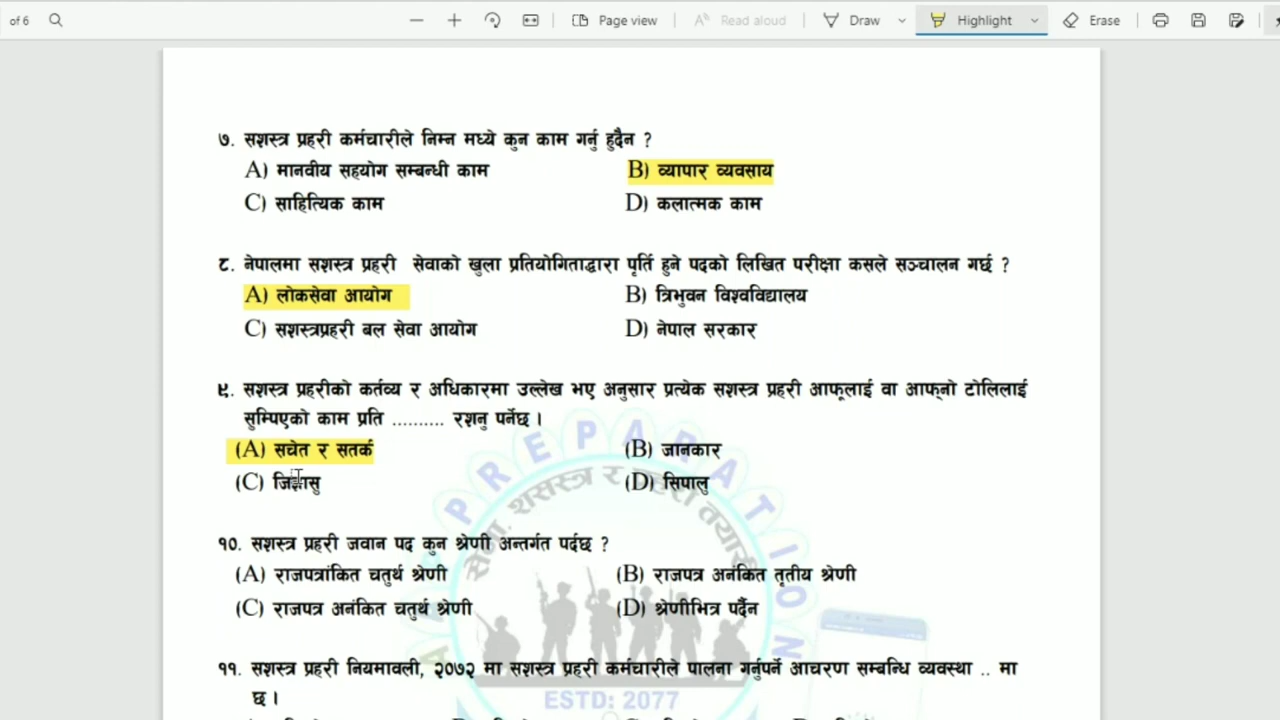 of 6 Page view Read aloud Draw Highlight Erase
७. सशस्त्र प्रहरी कर्मचारीले निम्न मध्ये कुन काम गर्नु हुदैन ?
A) मानवीय सहयोग सम्बन्धी काम B) व्यापार व्यवसाय
C) साहित्यिक काम D) कलात्मक काम
८. नेपालमा सशस्त्र प्रहरी सेवाको खुला प्रतियोगिताद्धारा पूर्ति हुने पदको लिखित परीक्षा कसले सञ्चालन गर्छ ?
A) लोकसेवा आयोग B) त्रिभुवन विश्वविद्यालय
C) सशस्त्रप्रहरी बल सेवा आयोग D) नेपाल सरकार
९. सशस्त्र प्रहरीको कर्तव्य र अधिकारमा उल्लेख भए अनुसार प्रत्येक सशस्त्र प्रहरी आफूलाई वा आफ्नो टोलिलाई
सुम्पिएको काम प्रति .......... रशनु पर्नेछ ।
(A) सचेत र सतर्क (B) जानकार
(C) जिज्ञासु (D) सिपालु
१०. सशस्त्र प्रहरी जवान पद कुन श्रेणी अन्तर्गत पर्दछ ?
(A) राजपत्रांकित चतुर्थ श्रेणी (B) राजपत्र अनंकित तृतीय श्रेणी
(C) राजपत्र अनंकित चतुर्थ श्रेणी (D) श्रेणीभित्र पर्दैन
११. सशस्त्र प्रहरी नियमावली, २०७२ मा सशस्त्र प्रहरी कर्मचारीले पालना गर्नुपर्ने आचरण सम्बन्धि व्यवस्था .. मा
छ ।
PREPARATION
ESTD: 2077